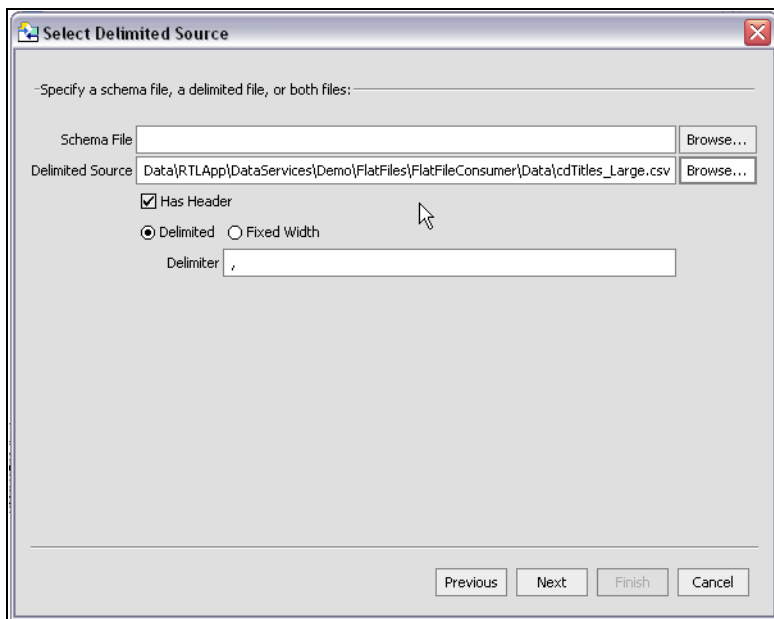 Select Delimited Source
Specify a schema file, a delimited file, or both files:
Schema File Browse...
Delimited Source Data\RTLApp\DataServices\Demo\FlatFiles\FlatFileConsumer\Data\cdTitles_Large.csv Browse...
Has Header
Delimited Fixed Width
Delimiter ,
Previous Next Finish Cancel